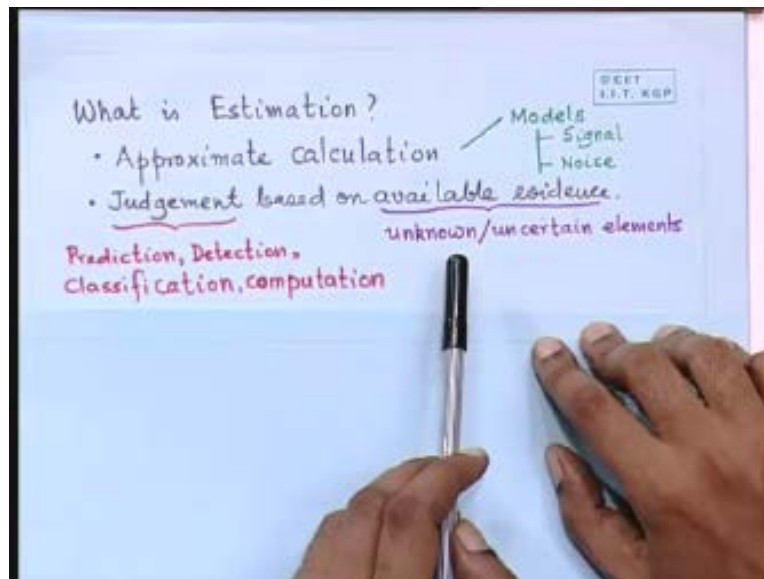 © CET
I.I.T. KGP
What is Estimation?
Models
Signal
• Approximate Calculation
Noise
• Judgement based on available evidence.
unknown/uncertain elements
Prediction, Detection,
Classification, computation